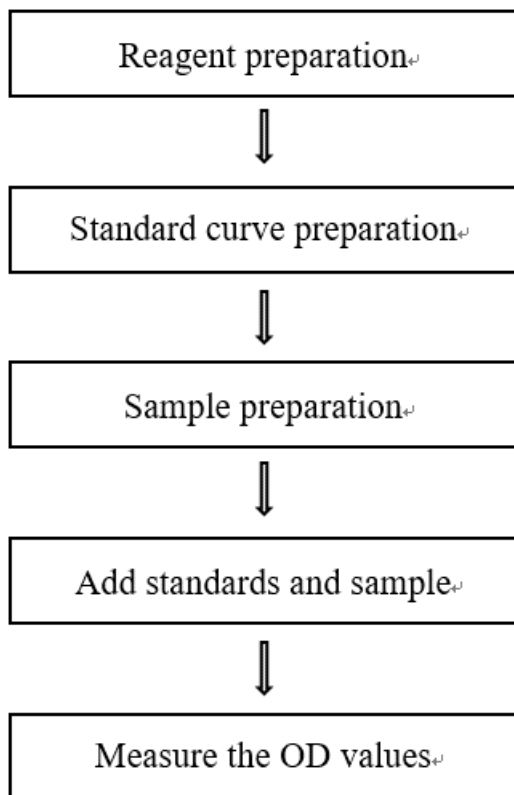 Reagent preparation↵
Standard curve preparation↵
Sample preparation↵
Add standards and sample↵
Measure the OD values↵